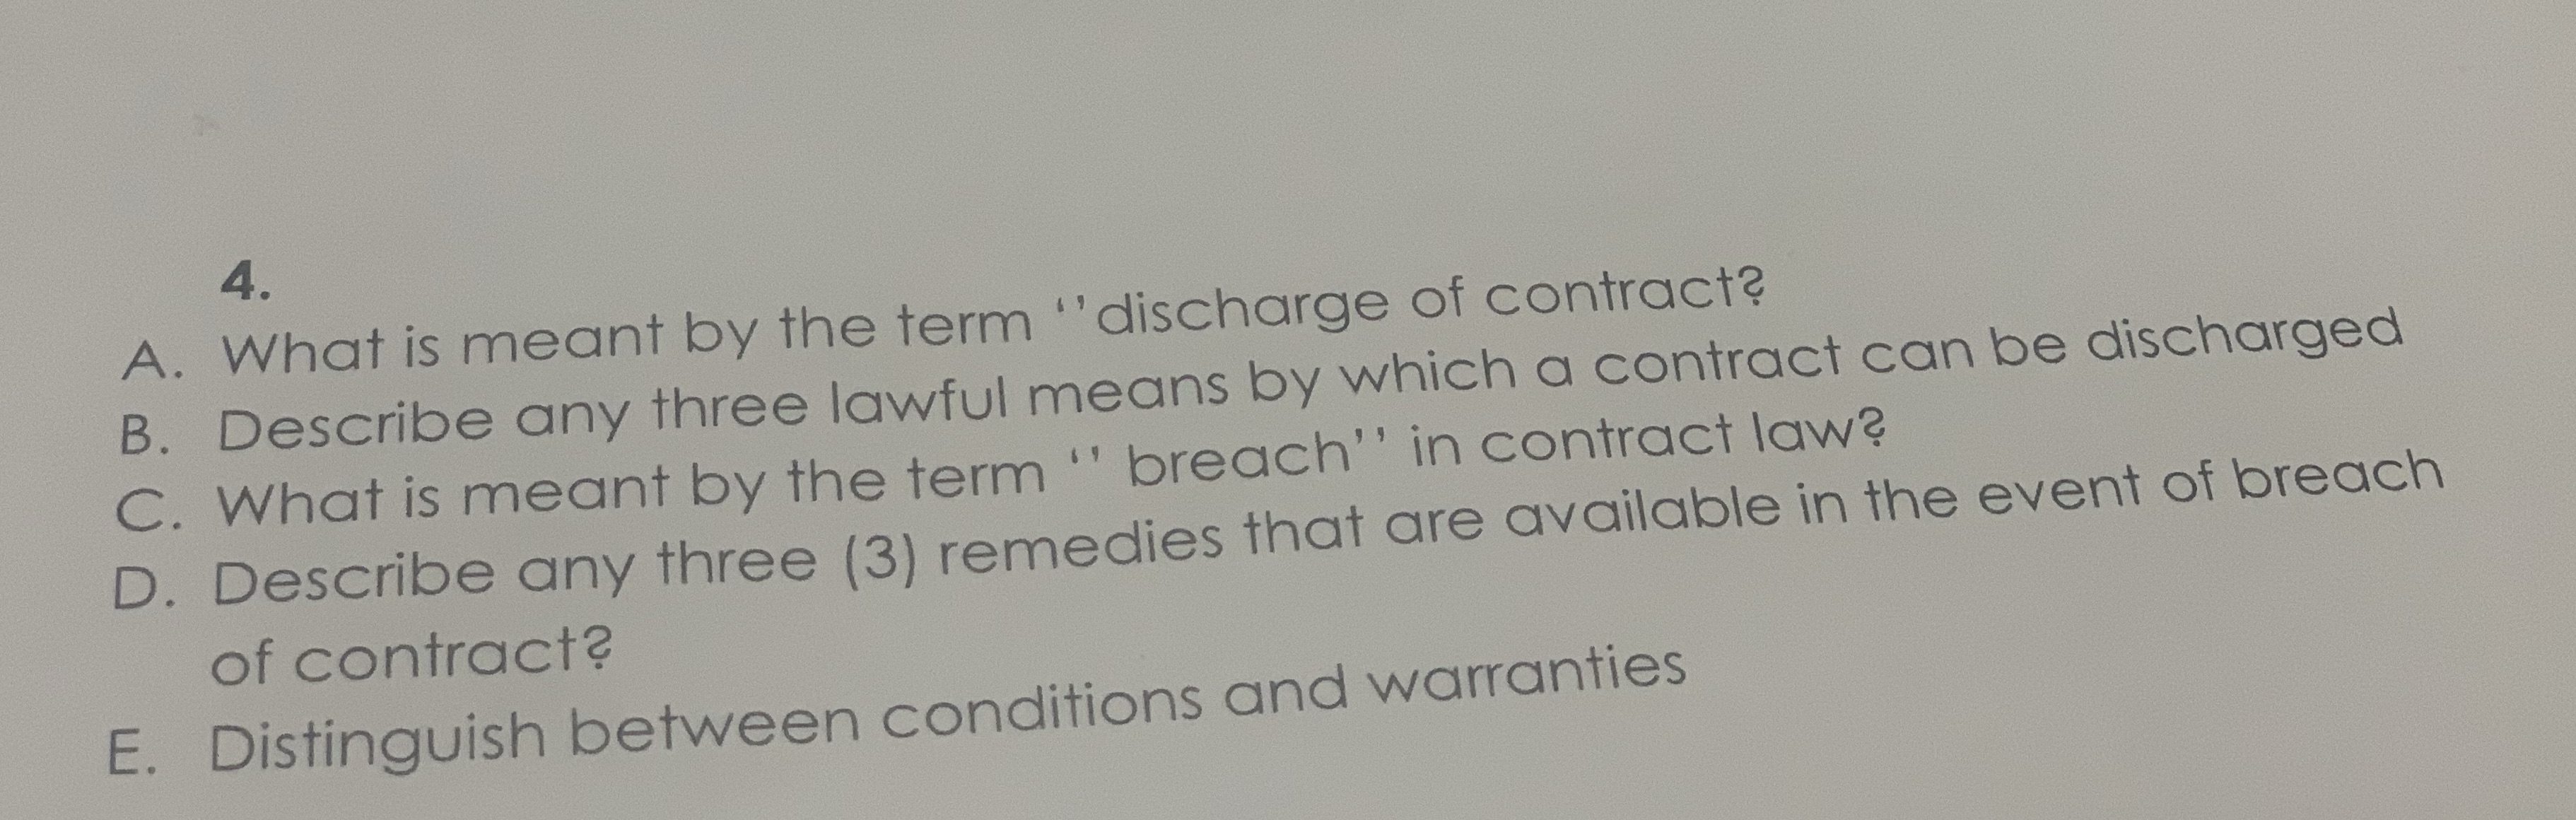 4.
A. What is meant by the term ‘’discharge of contract?
B. Describe any three lawful means by which a contract can be discharged
C. What is meant by the term ‘’ breach’’ in contract law?
D. Describe any three (3) remedies that are available in the event of breach
of contract?
E. Distinguish between conditions and warranties